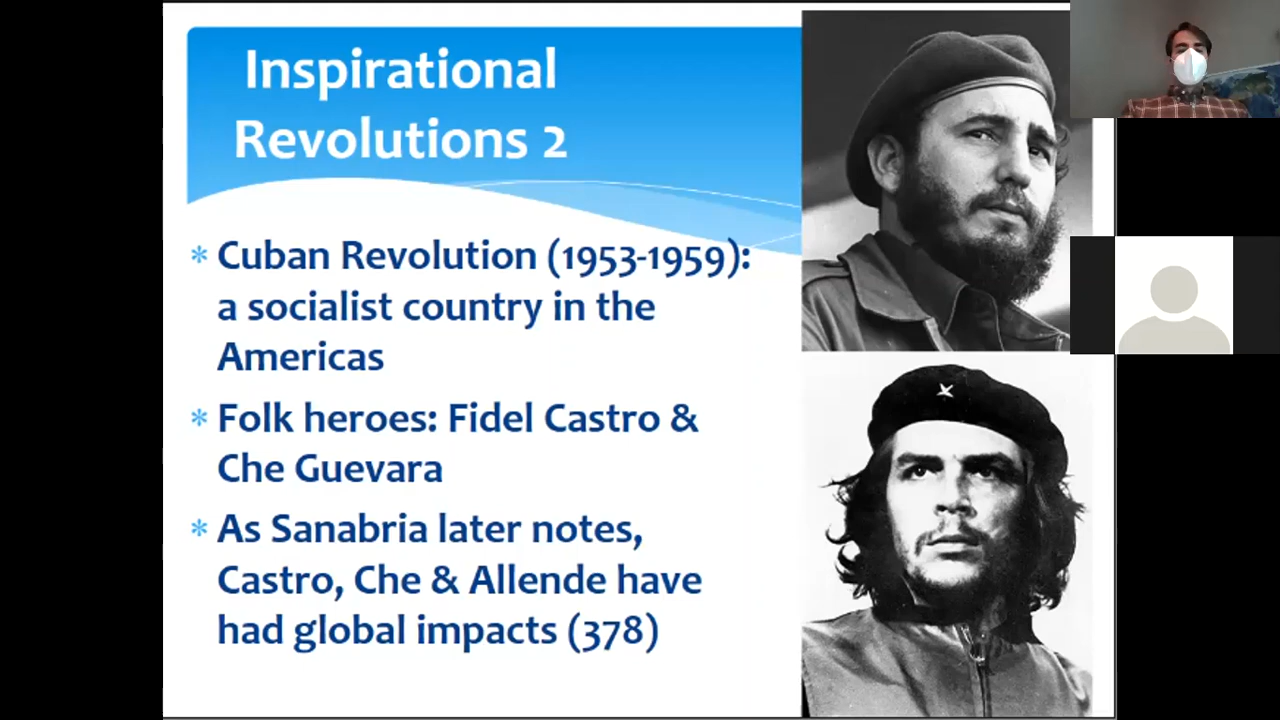 Inspirational
Revolutions 2
* Cuban Revolution (1953-1959):
a socialist country in the
Americas
* Folk heroes: Fidel Castro &
Che Guevara
* As Sanabria later notes,
Castro, Che & Allende have
had global impacts (378)